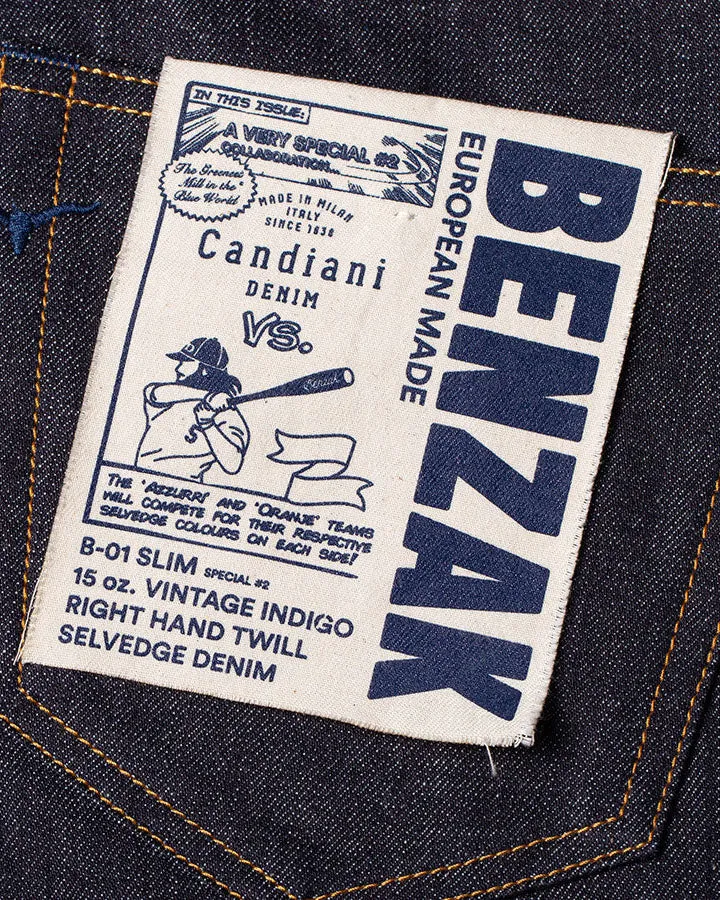 IN THIS ISSUE:
A VERY SPECIAL #2
COLLABORATION...
The Greenest
Mill in the
Blue World
MADE IN MILAN
ITALY
SINCE 1938
Candiani
DENIM
VS.
Benzak
D
S
THE 'AZZURRI' AND 'ORANJE' TEAMS
WILL COMPETE FOR THEIR RESPECTIVE
SELVEDGE COLOURS ON EACH SIDE!
B-01 SLIM SPECIAL #2
15 oz. VINTAGE INDIGO
RIGHT HAND TWILL
SELVEDGE DENIM
EUROPEAN MADE
BENZAK